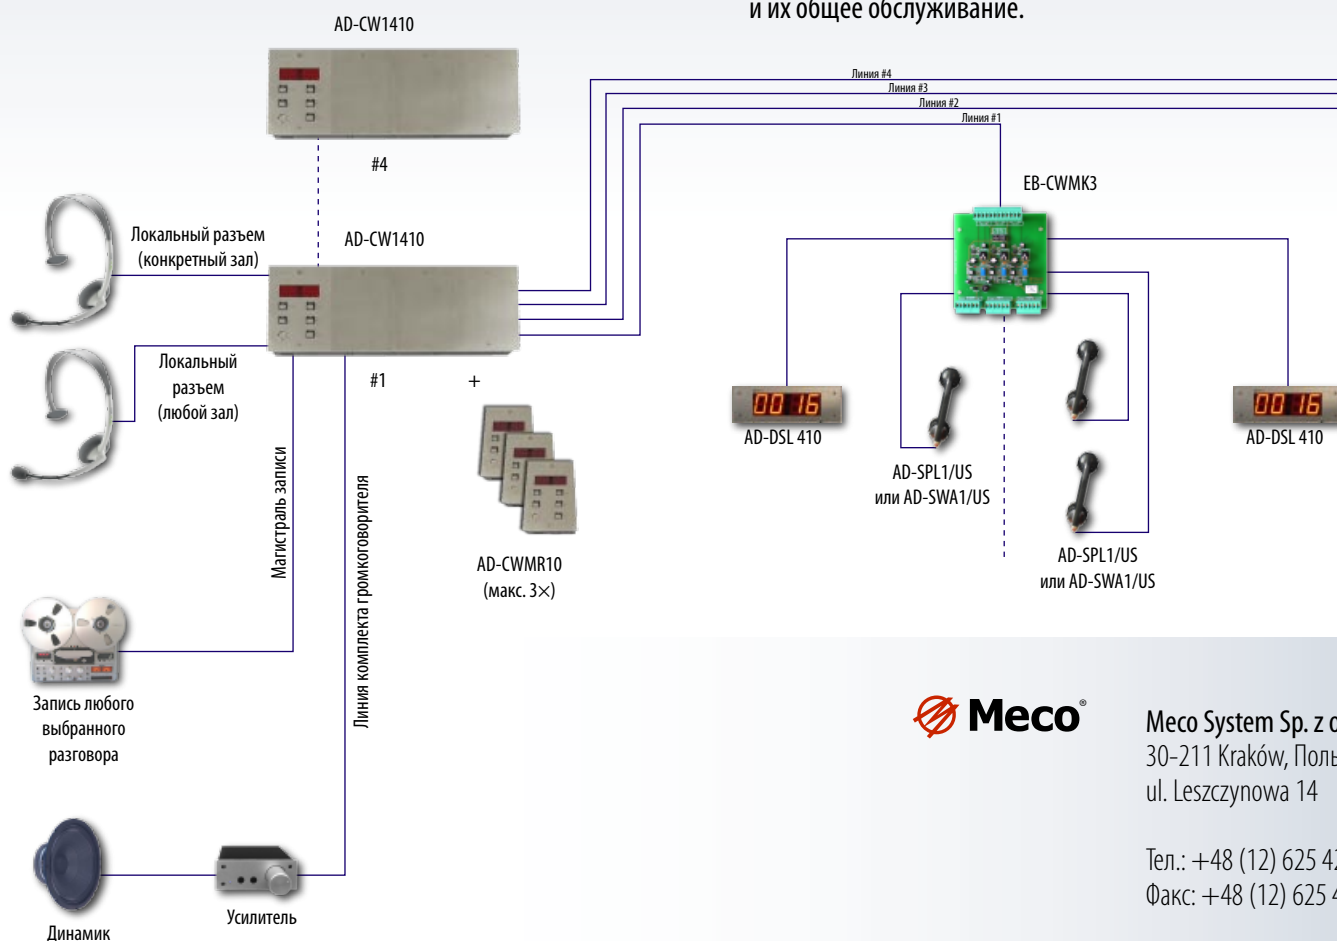 и их общее обслуживание.
AD-CW1410
Линия #4
Линия #3
Линия #2
Линия #1
#4
EB-CWMK3
Локальный разъем
(конкретный зал)
AD-CW1410
Локальный
разъем
(любой зал)
#1
+
00 16
AD-DSL 410
00 16
AD-DSL 410
AD-SPL1/US
или AD-SWA1/US
AD-SPL1/US
или AD-SWA1/US
AD-CWMR10
(макс. 3×)
Магистраль записи
Линия комплекта громкоговорителя
Запись любого
выбранного
разговора
Meco®
Meco System Sp. z o
30-211 Kraków, Поль
ul. Leszczynowa 14
Тел.: +48 (12) 625 42
Факс: +48 (12) 625 4
Усилитель
Динамик